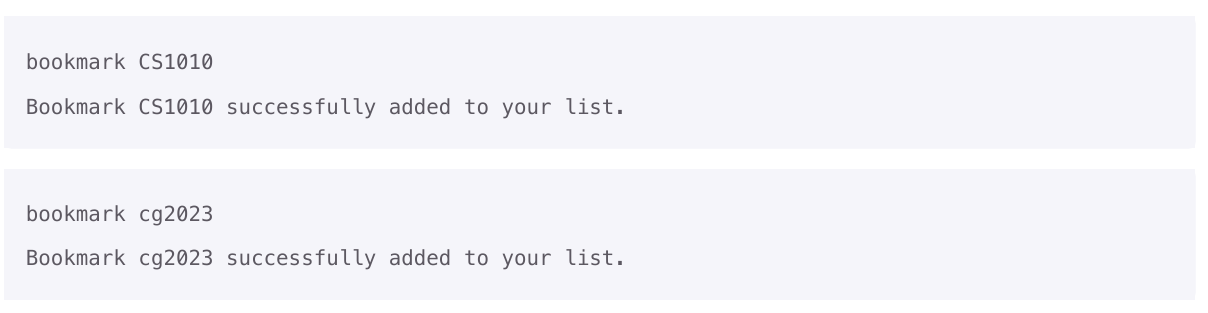 bookmark CS1010
Bookmark CS1010 successfully added to your list.
bookmark cg2023
Bookmark cg2023 successfully added to your list.